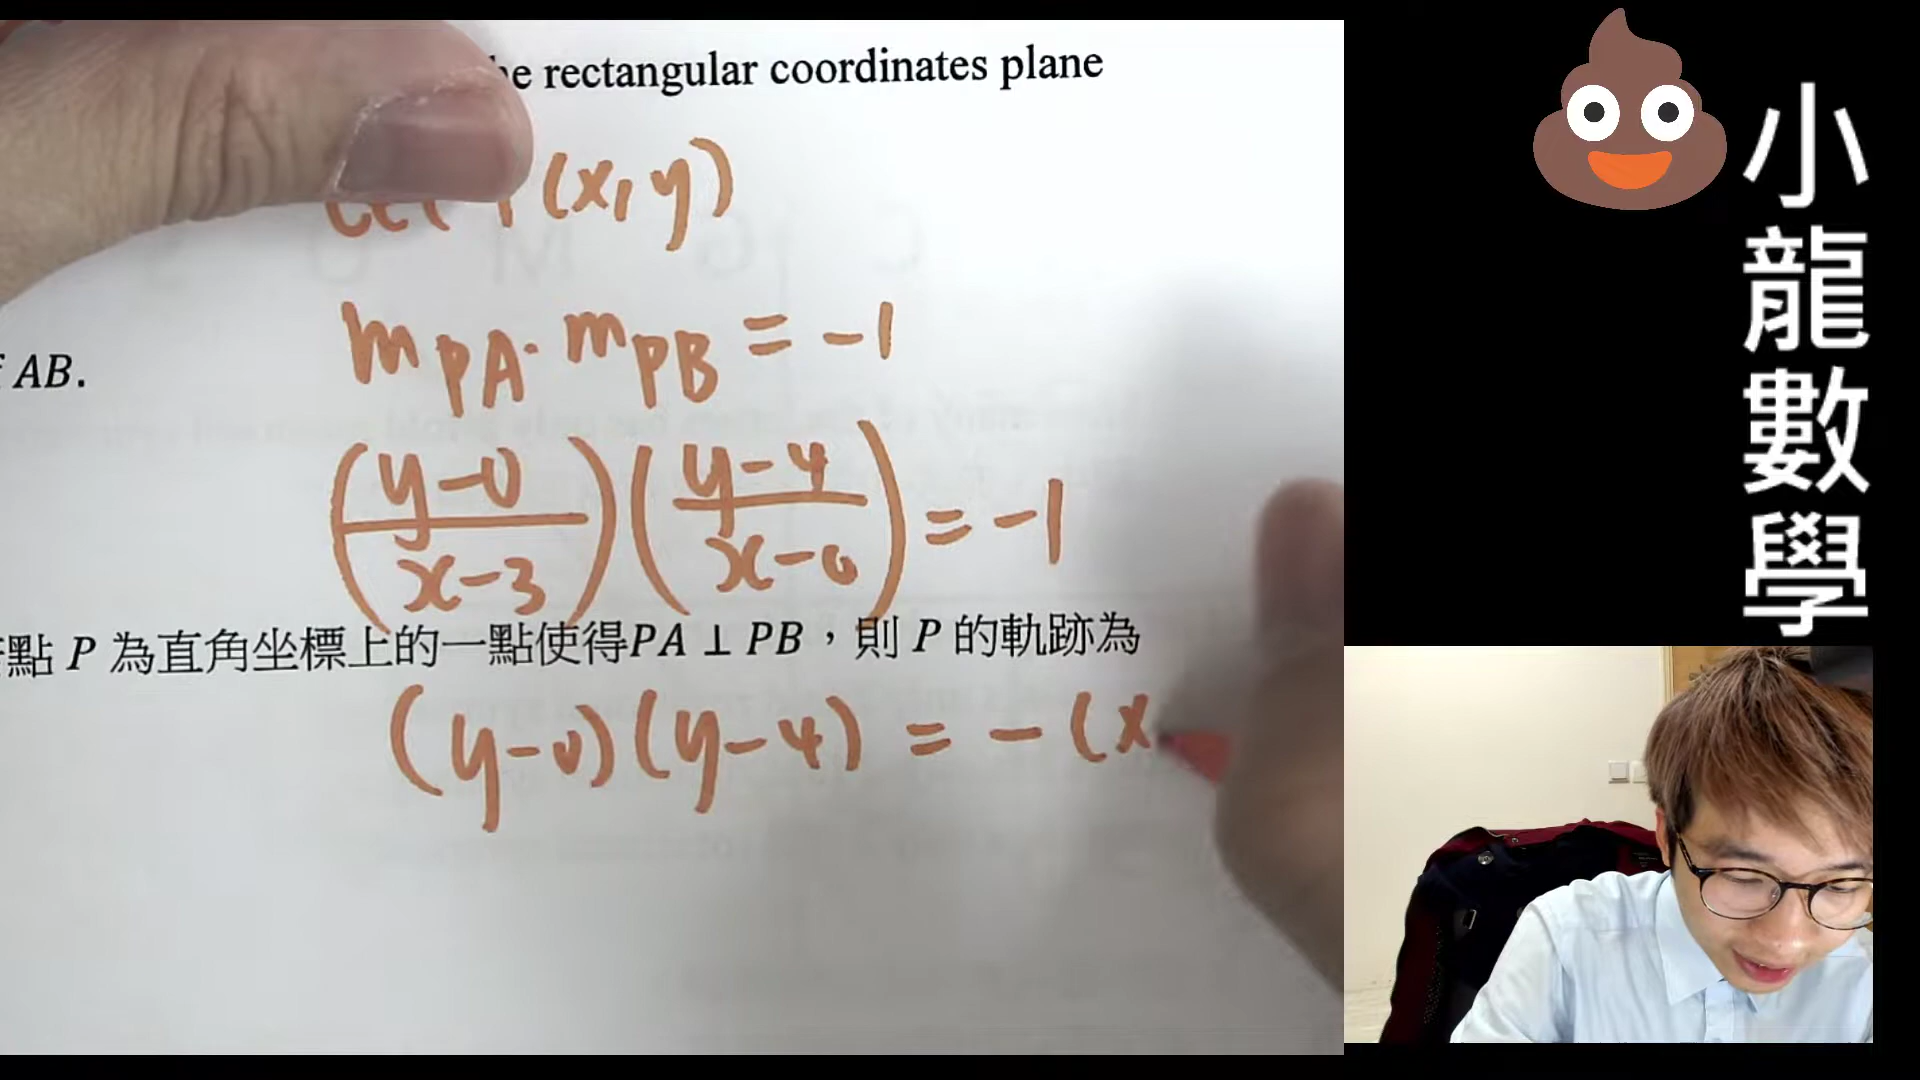 he rectangular coordinates plane
P(x, y)
m_PA · m_PB = -1
AB.
((y-0)/(x-3))((y-4)/(x-0)) = -1
點 P 為直角坐標上的一點使得PA ⊥ PB，則 P 的軌跡為
(y-0)(y-4) = -(x
小龍數學